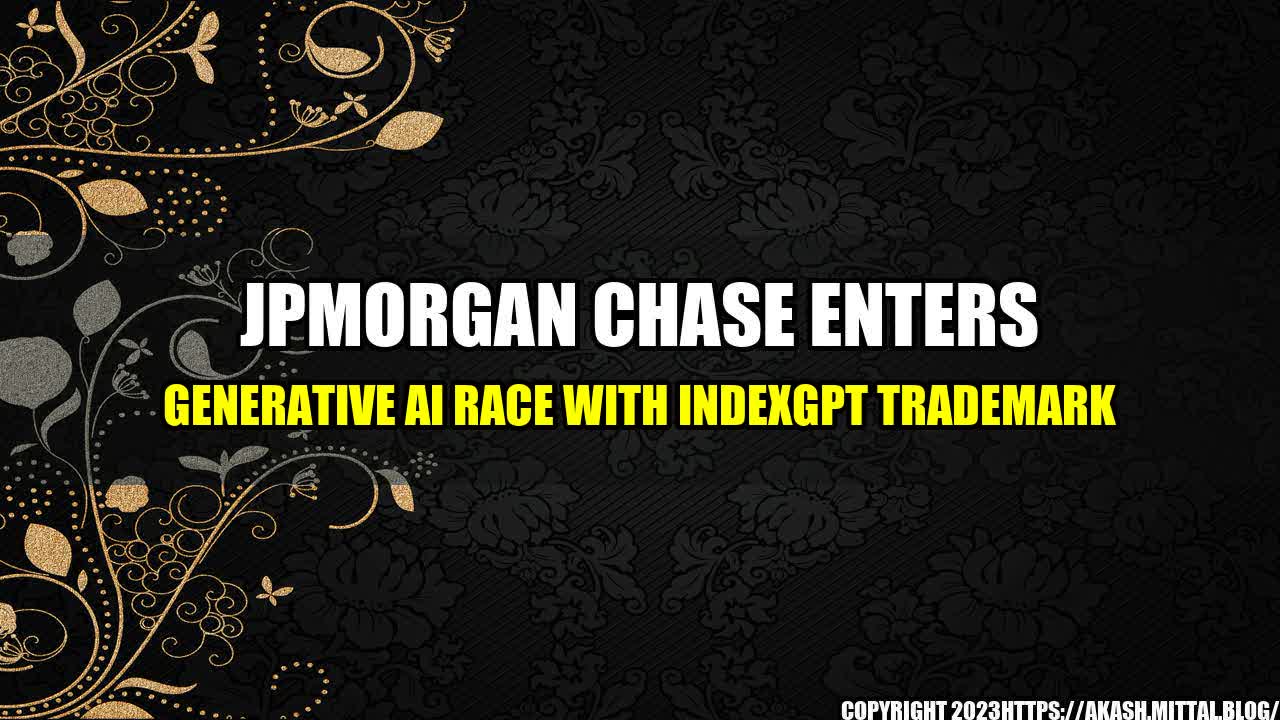 JPMORGAN CHASE ENTERS
GENERATIVE AI RACE WITH INDEXGPT TRADEMARK
COPYRIGHT 2023HTTPS://AKASH.MITTAL.BLOG/